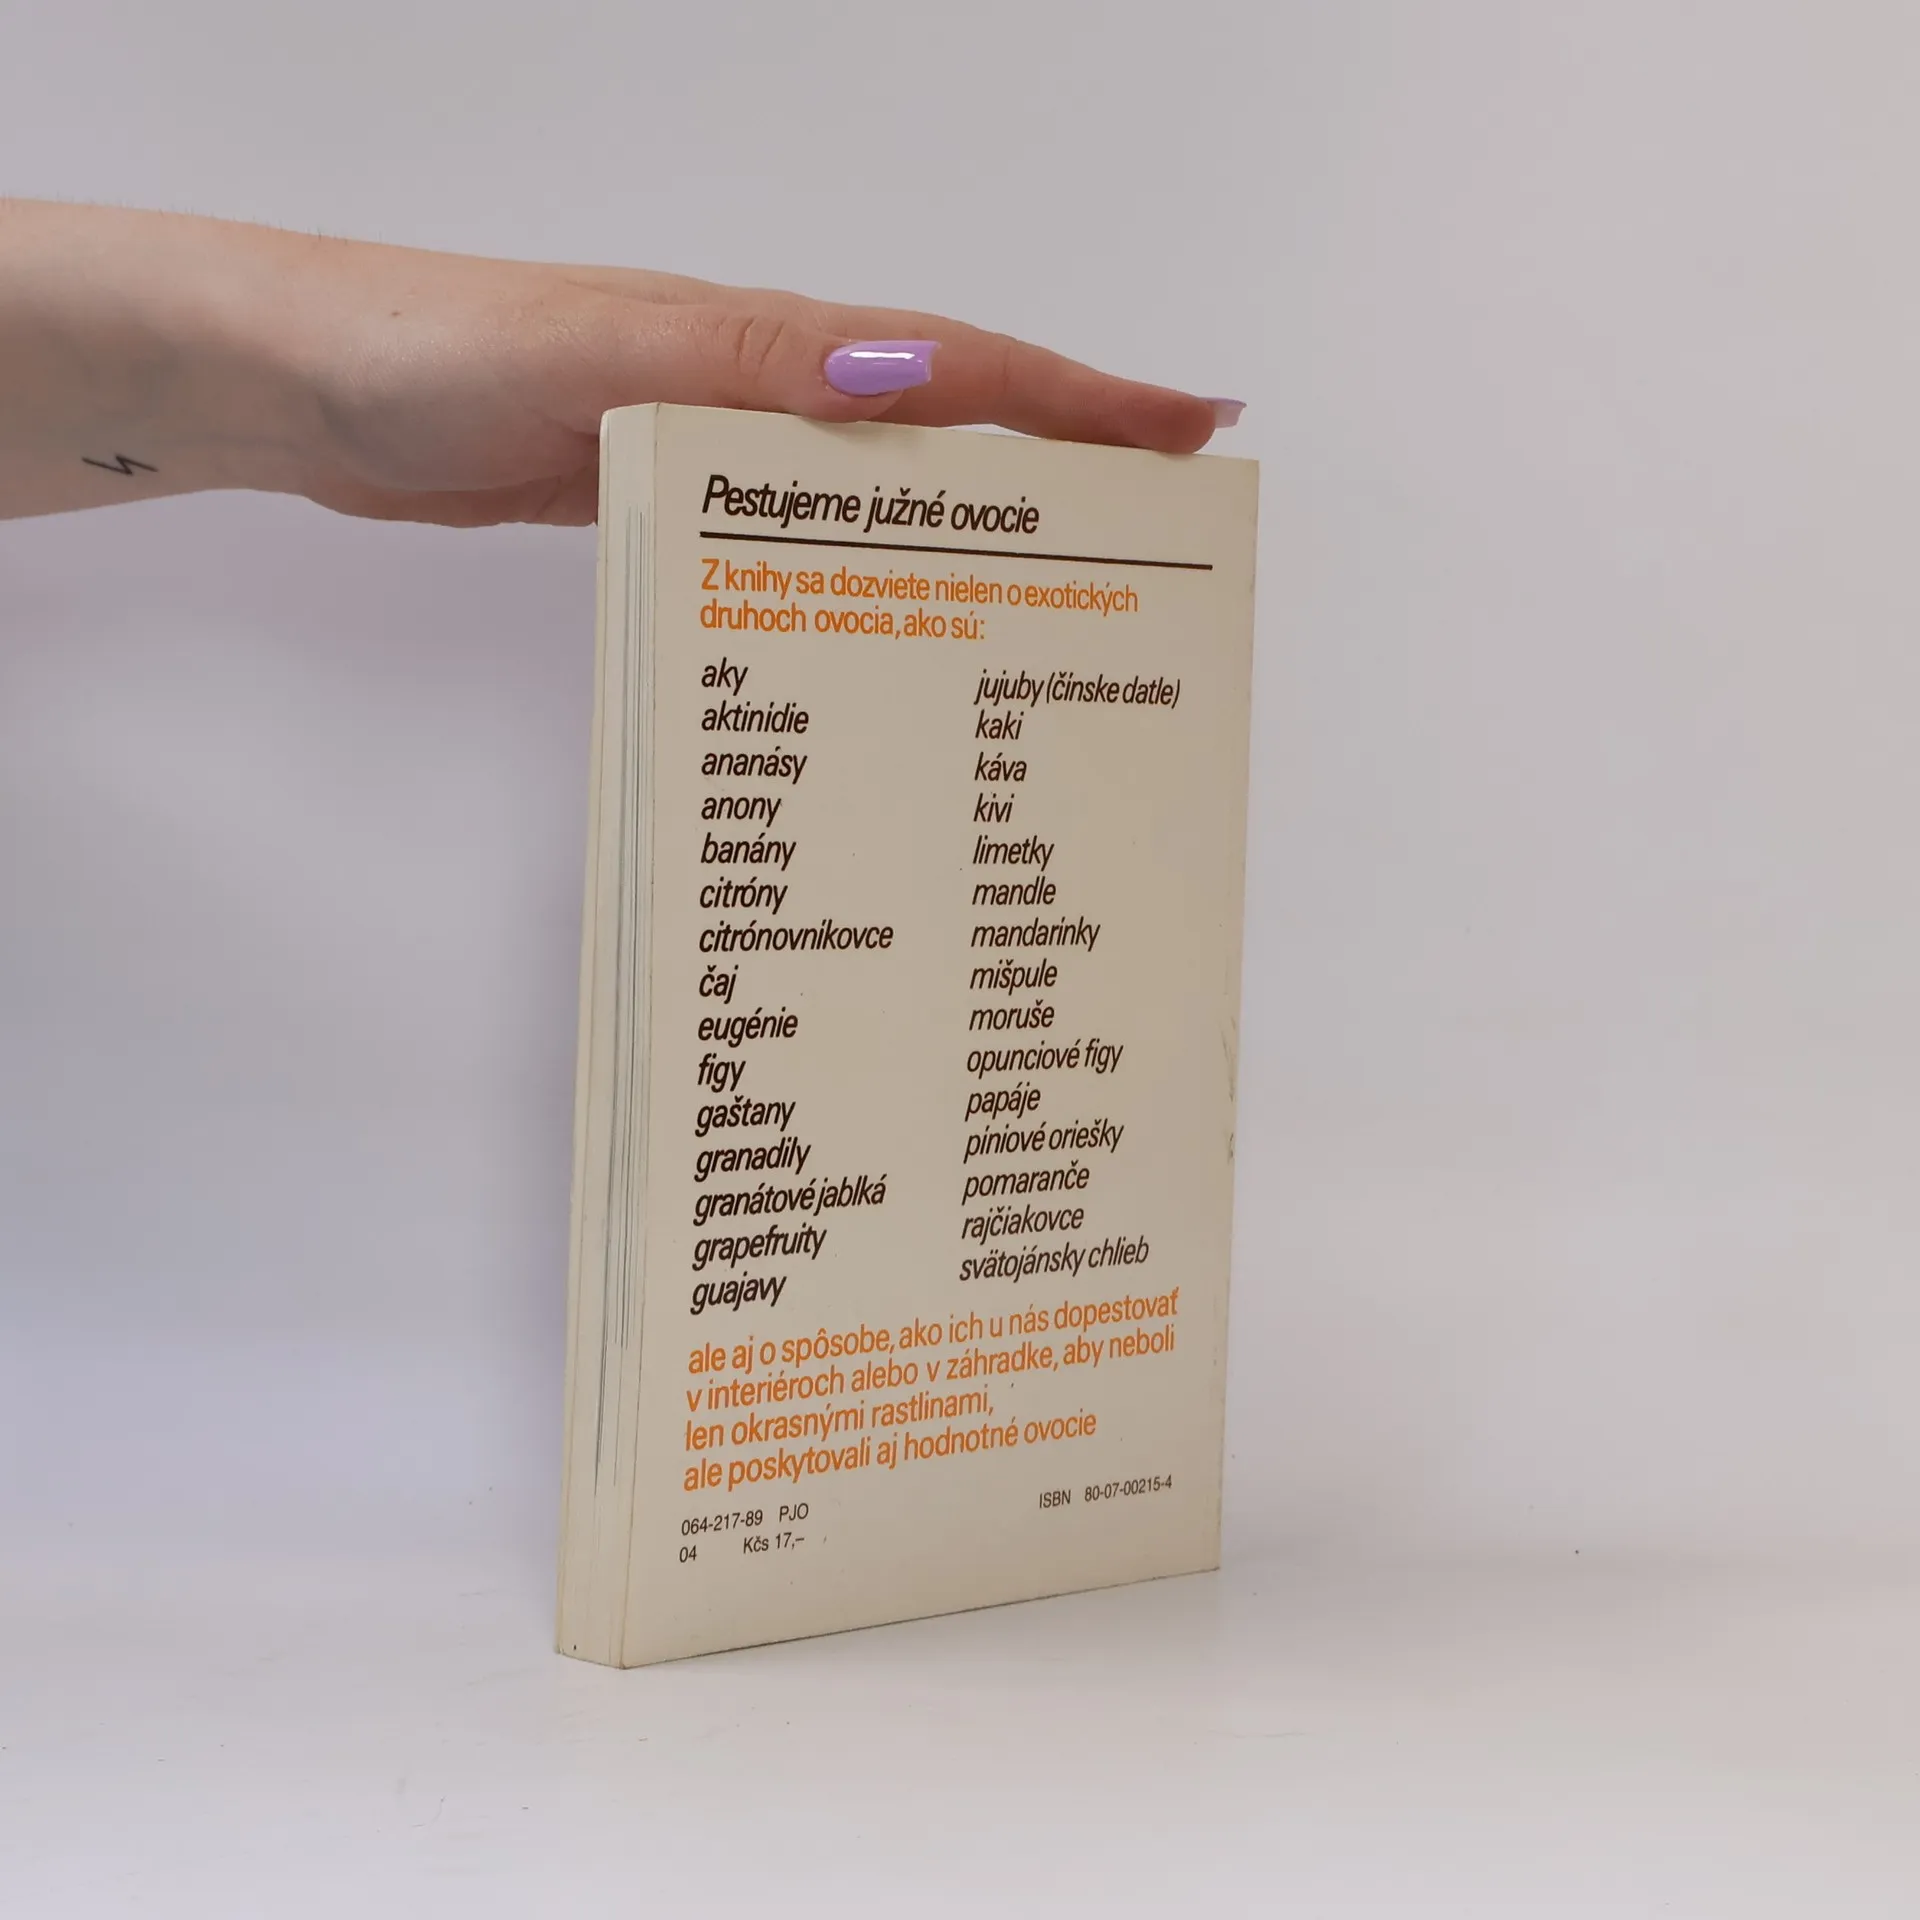 Pestujeme južné ovocie
Z knihy sa dozviete nielen o exotických
druhoch ovocia, ako sú:
aky
aktinídie
ananásy
anony
banány
citróny
citrónovníkovce
čaj
eugénie
figy
gaštany
granadily
granátové jablká
grapefruity
guajavy
jujuby (čínske datle)
kaki
káva
kivi
limetky
mandle
mandarínky
mišpule
moruše
opunciové figy
papáje
píniové oriešky
pomaranče
rajčiakovce
svätojánsky chlieb
ale aj o spôsobe, ako ich u nás dopestovať
v interiéroch alebo v záhradke, aby neboli
len okrasnými rastlinami,
ale poskytovali aj hodnotné ovocie
064-217-89 PJO
04 Kčs 17,–
ISBN 80-07-00215-4